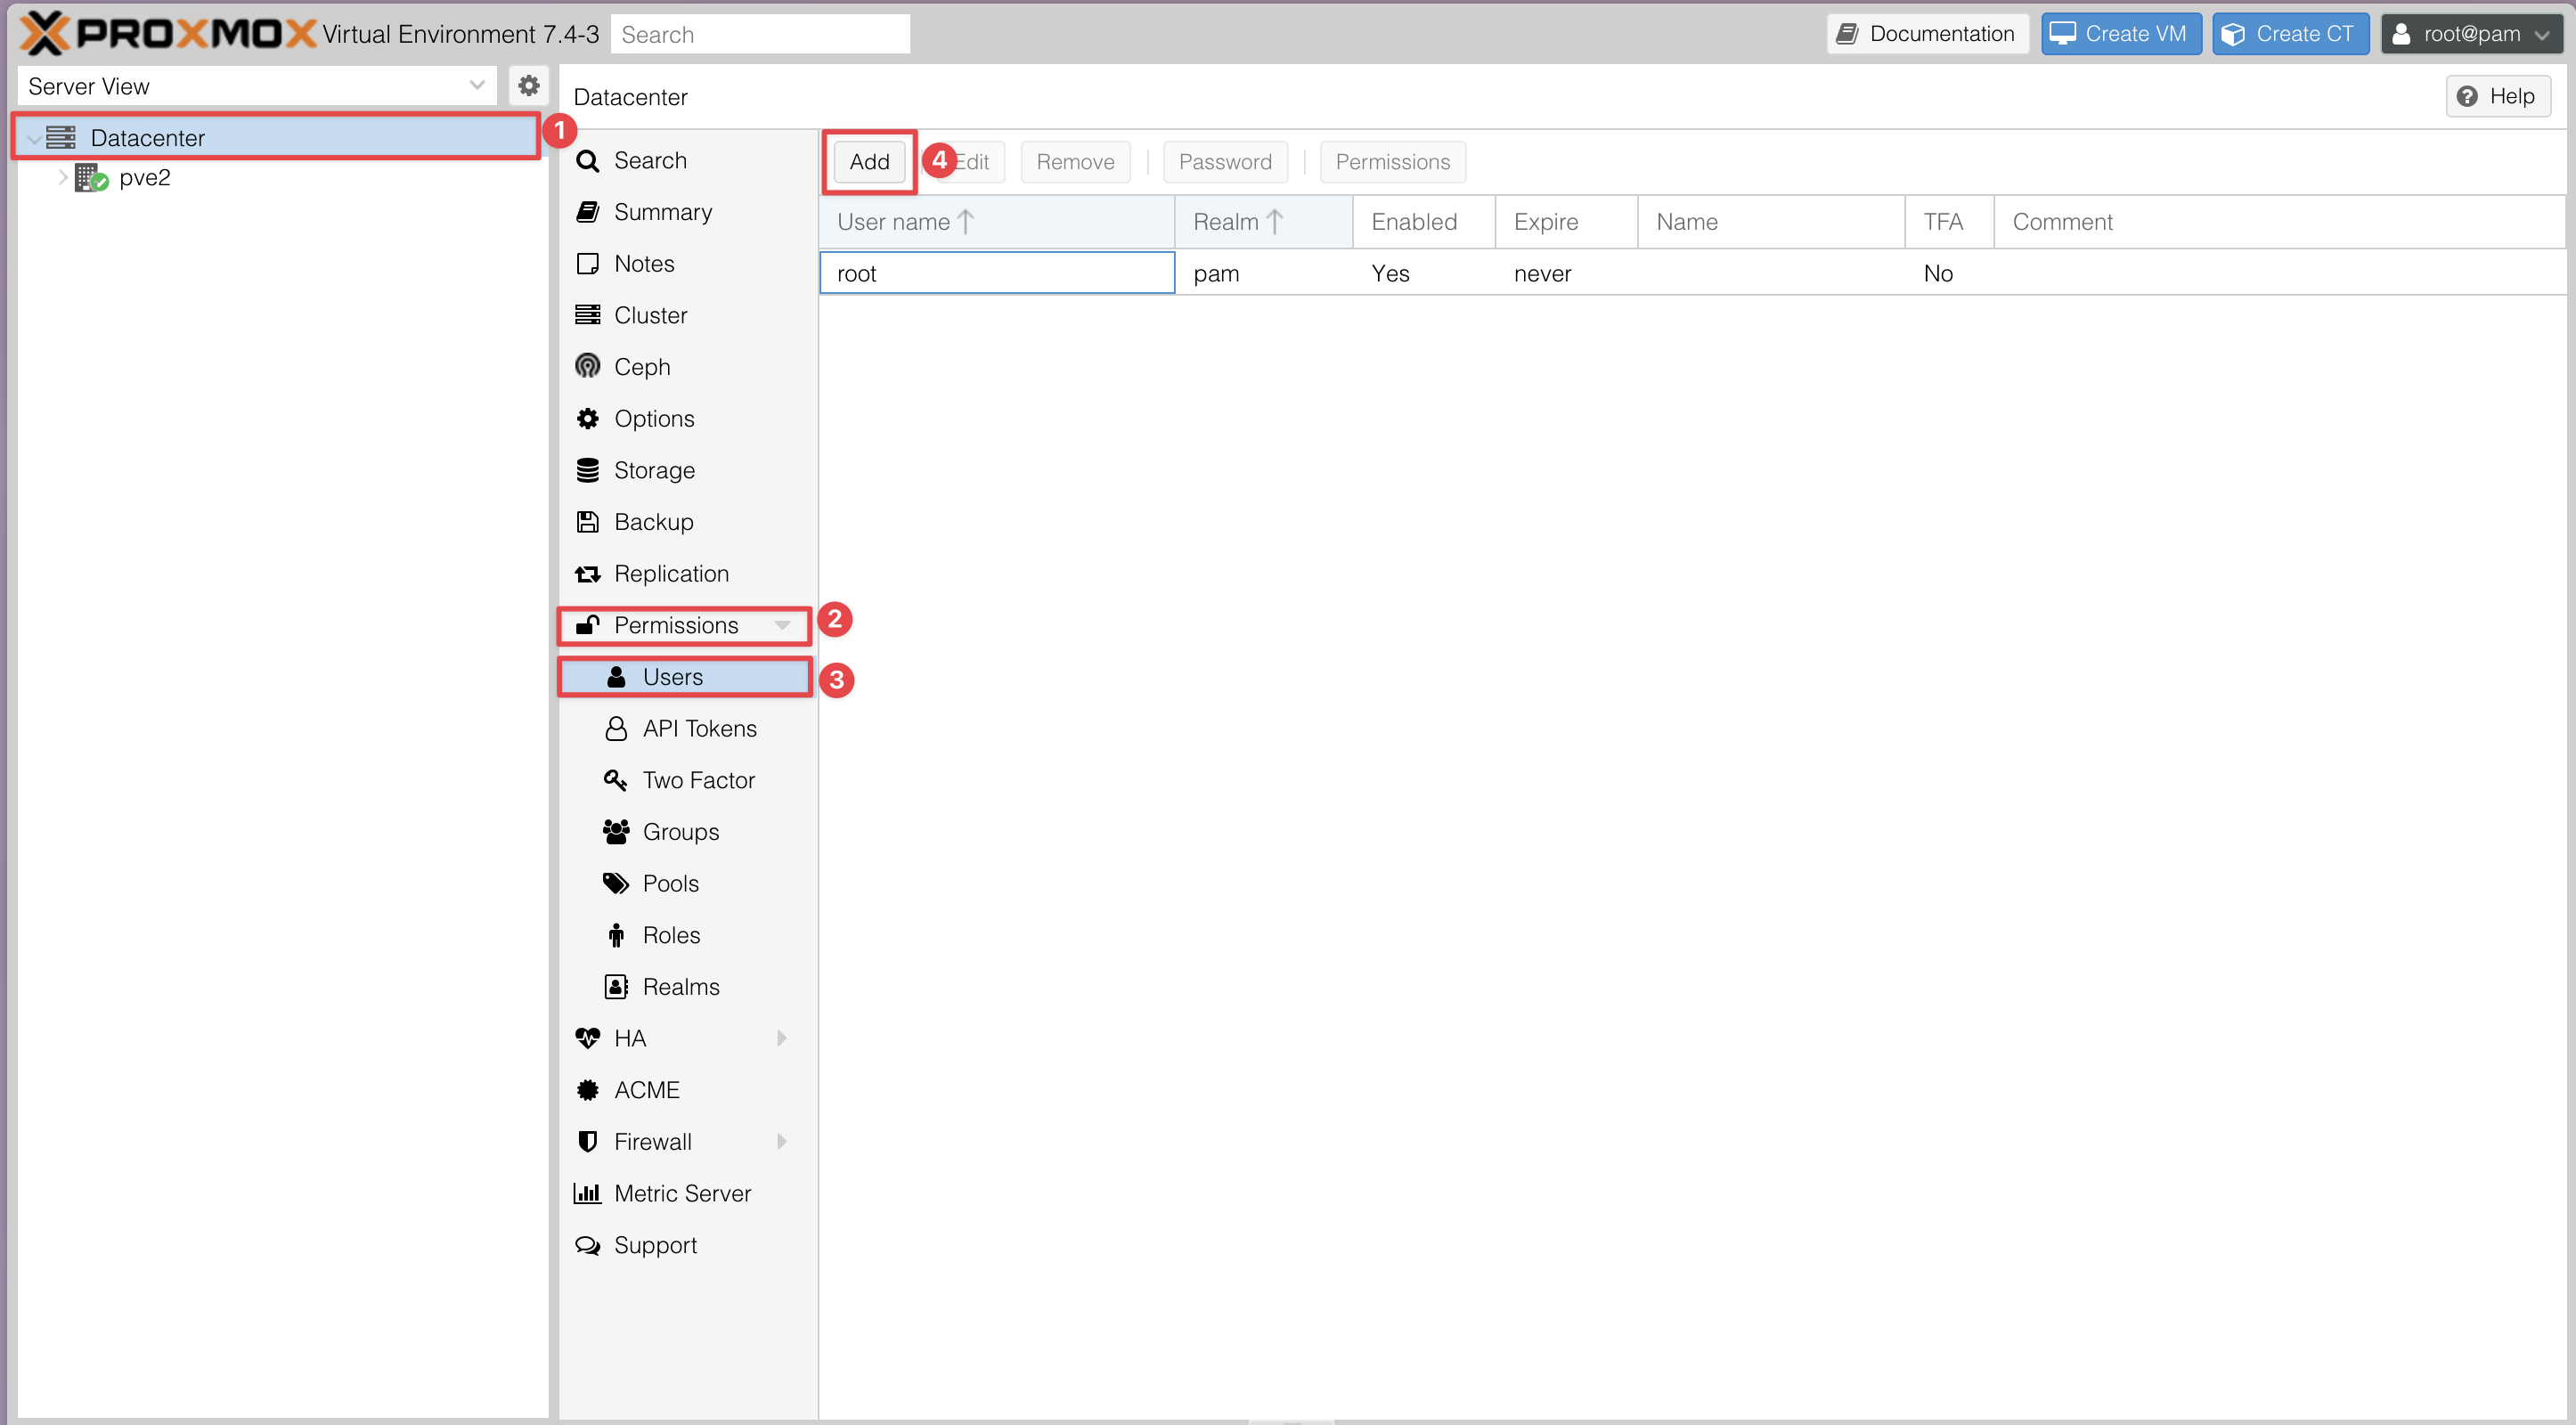 PROXMOX Virtual Environment 7.4-3 Search Documentation Create VM Create CT root@pam
Server View
Datacenter 1
pve2
Datacenter Help
Search
Summary
Notes
Cluster
Ceph
Options
Storage
Backup
Replication
Permissions 2
Users 3
API Tokens
Two Factor
Groups
Pools
Roles
Realms
HA
ACME
Firewall
Metric Server
Support
Add 4 Edit Remove Password Permissions
User name Realm Enabled Expire Name TFA Comment
root pam Yes never No